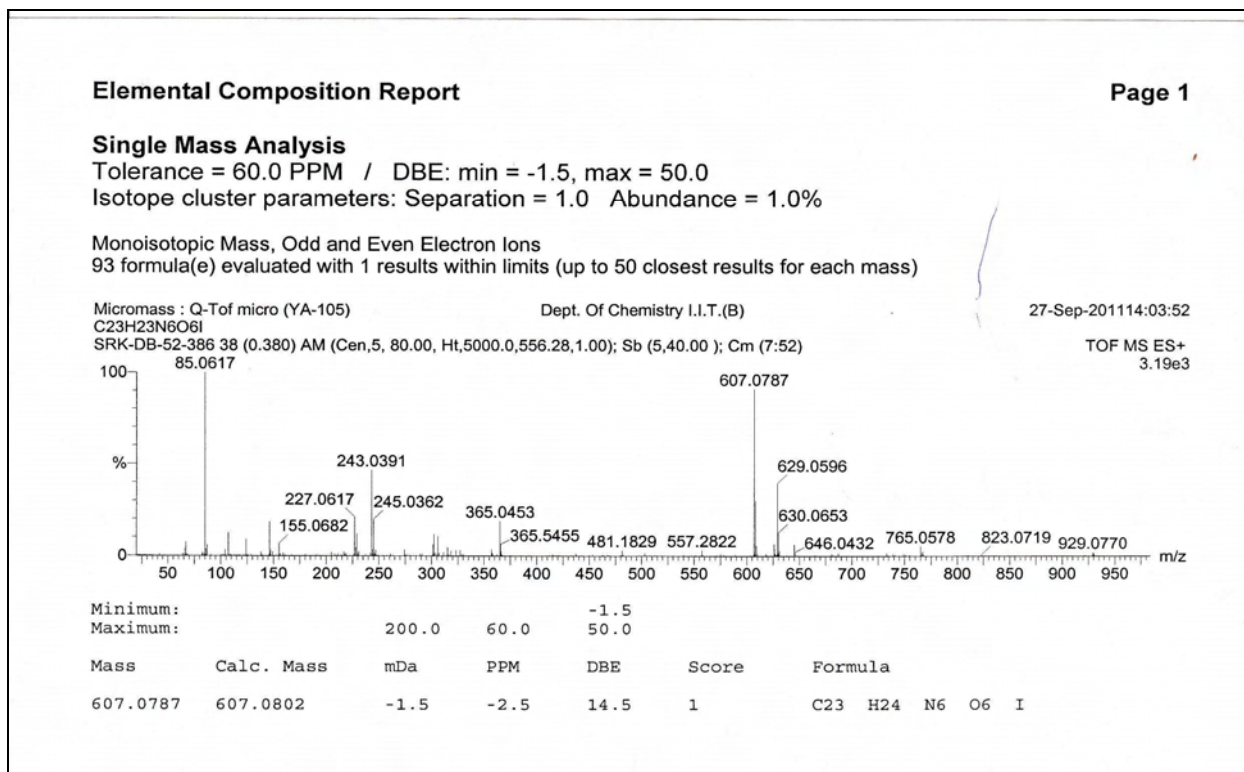 Elemental Composition Report Page 1
Single Mass Analysis
Tolerance = 60.0 PPM / DBE: min = -1.5, max = 50.0
Isotope cluster parameters: Separation = 1.0 Abundance = 1.0%
Monoisotopic Mass, Odd and Even Electron Ions
93 formula(e) evaluated with 1 results within limits (up to 50 closest results for each mass)
Micromass : Q-Tof micro (YA-105) Dept. Of Chemistry I.I.T.(B) 27-Sep-201114:03:52
C23H23N6O6I
SRK-DB-52-386 38 (0.380) AM (Cen,5, 80.00, Ht,5000.0,556.28,1.00); Sb (5,40.00 ); Cm (7:52) TOF MS ES+
3.19e3
100
85.0617
607.0787
%
243.0391
629.0596
227.0617
245.0362
365.0453
630.0653
155.0682
365.5455
481.1829
557.2822
646.0432
765.0578
823.0719
929.0770
0
m/z
50 100 150 200 250 300 350 400 450 500 550 600 650 700 750 800 850 900 950
Minimum: -1.5
Maximum: 200.0 60.0 50.0
Mass Calc. Mass mDa PPM DBE Score Formula
607.0787 607.0802 -1.5 -2.5 14.5 1 C23 H24 N6 O6 I